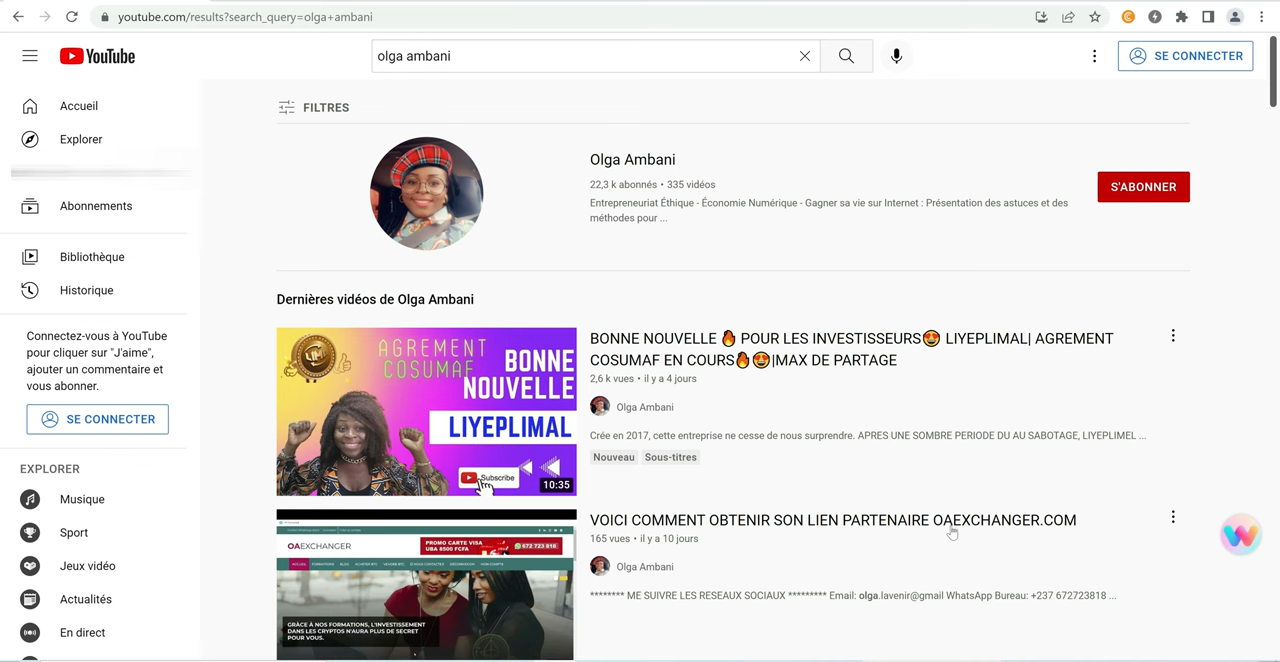 youtube.com/results?search_query=olga+ambani
YouTube
olga ambani
SE CONNECTER
Accueil
Explorer
Abonnements
Bibliothèque
Historique
Connectez-vous à YouTube
pour cliquer sur "J'aime",
ajouter un commentaire et
vous abonner.
SE CONNECTER
EXPLORER
Musique
Sport
Jeux vidéo
Actualités
En direct
FILTRES
Olga Ambani
22,3 k abonnés • 335 vidéos
Entrepreneuriat Éthique - Économie Numérique - Gagner sa vie sur Internet : Présentation des astuces et des
méthodes pour ...
S'ABONNER
Dernières vidéos de Olga Ambani
AGREMENT
COSUMAF
BONNE
NOUVELLE
LIYEPLIMAL
Subscribe
10:35
BONNE NOUVELLE 🔥 POUR LES INVESTISSEURS😍 LIYEPLIMAL| AGREMENT
COSUMAF EN COURS🔥😍|MAX DE PARTAGE
2,6 k vues • il y a 4 jours
Olga Ambani
Crée en 2017, cette entreprise ne cesse de nous surprendre. APRES UNE SOMBRE PERIODE DU AU SABOTAGE, LIYEPLIMEL ...
Nouveau Sous-titres
OAEXCHANGER
PROMO CARTE VISA
UBA 8500 FCFA
672 723 818
GRÂCE À NOS FORMATIONS, L'INVESTISSEMENT
DANS LES CRYPTOS N'AURA PLUS DE SECRET
POUR VOUS.
VOICI COMMENT OBTENIR SON LIEN PARTENAIRE OAEXCHANGER.COM
165 vues • il y a 10 jours
Olga Ambani
******** ME SUIVRE LES RESEAUX SOCIAUX ********* Email: olga.lavenir@gmail WhatsApp Bureau: +237 672723818 ...